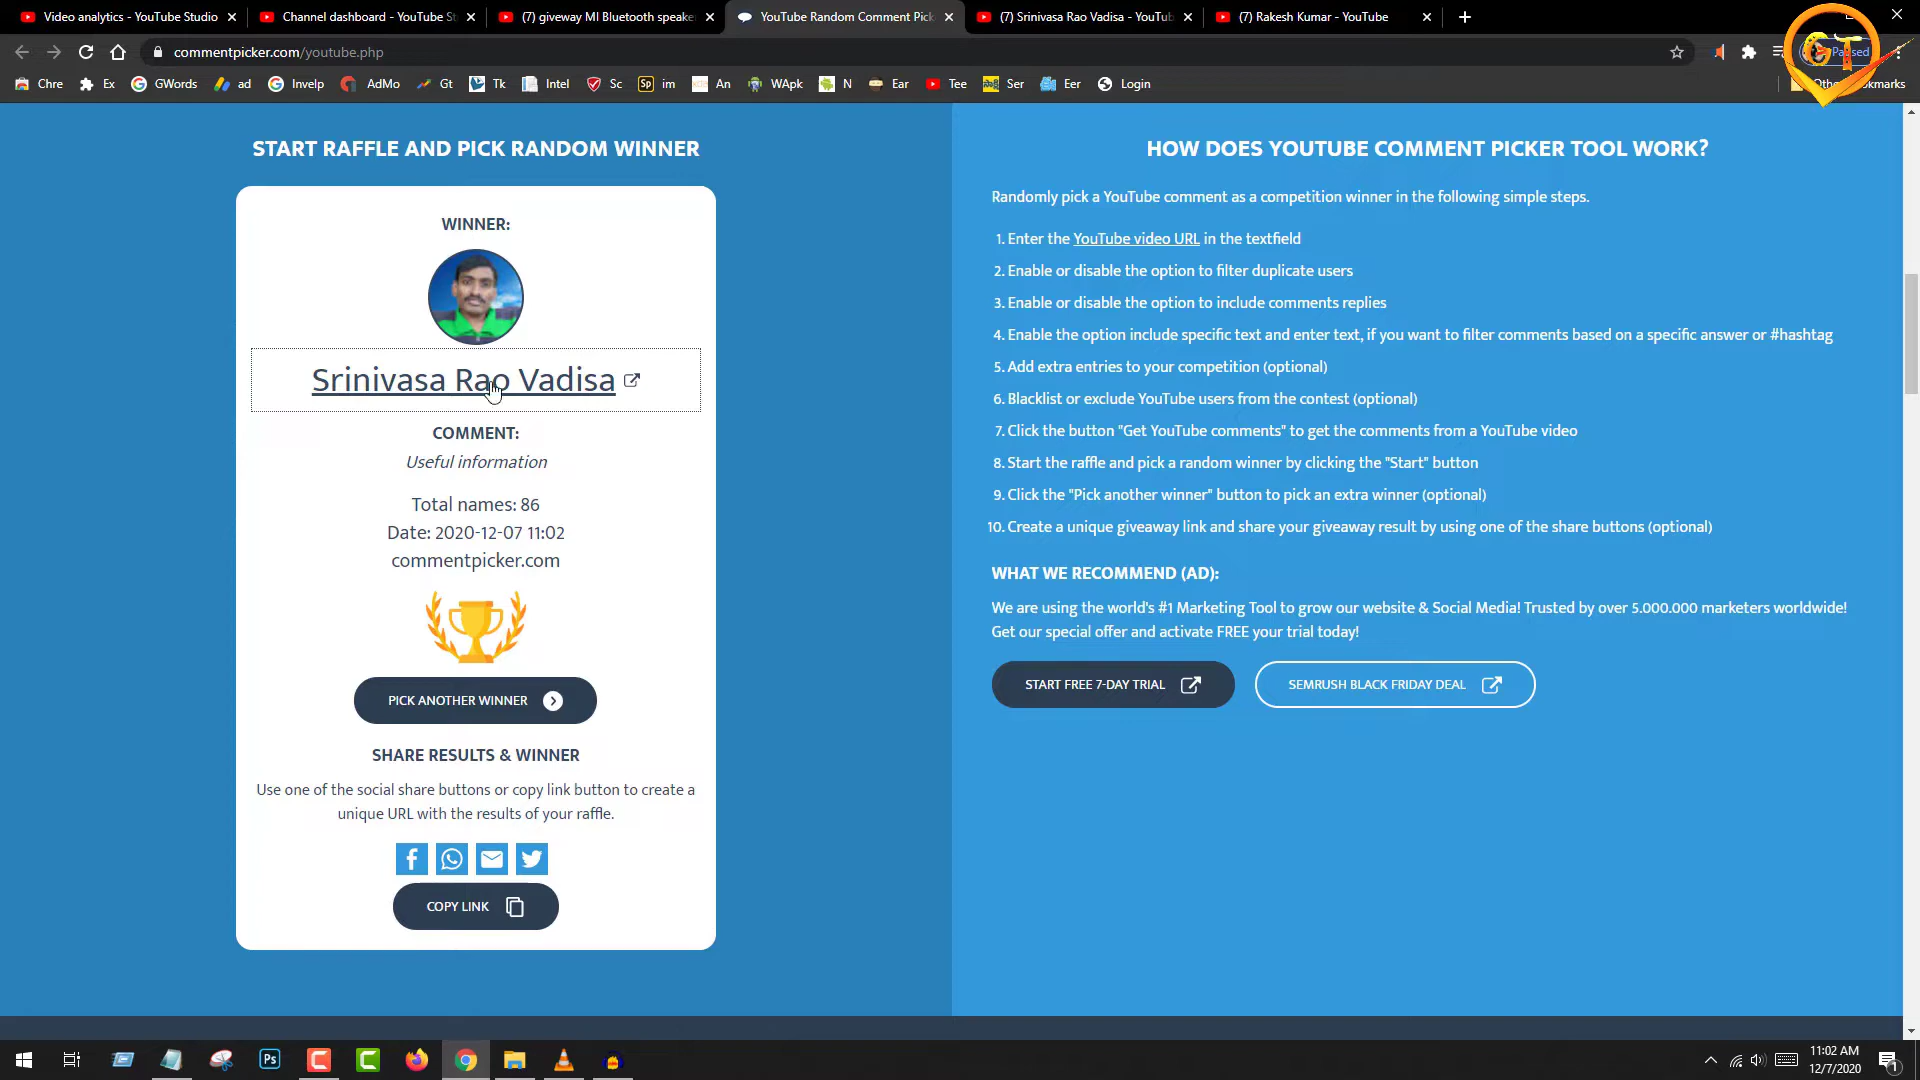 Video analytics - YouTube Studio
Channel dashboard - YouTube St
(7) giveway MI Bluetooth speake
YouTube Random Comment Pick
(7) Srinivasa Rao Vadisa - YouTub
(7) Rakesh Kumar - YouTube
commentpicker.com/youtube.php
Paused
Chre
Ex
GWords
ad
Invelp
AdMo
Gt
Tk
Intel
Sc
Sp im
An
WApk
N
Ear
Tee
Ser
Eer
Login
START RAFFLE AND PICK RANDOM WINNER
WINNER:
Srinivasa Rao Vadisa
COMMENT:
Useful information
Total names: 86
Date: 2020-12-07 11:02
commentpicker.com
PICK ANOTHER WINNER
SHARE RESULTS & WINNER
Use one of the social share buttons or copy link button to create a
unique URL with the results of your raffle.
COPY LINK
HOW DOES YOUTUBE COMMENT PICKER TOOL WORK?
Randomly pick a YouTube comment as a competition winner in the following simple steps.
1. Enter the YouTube video URL in the textfield
2. Enable or disable the option to filter duplicate users
3. Enable or disable the option to include comments replies
4. Enable the option include specific text and enter text, if you want to filter comments based on a specific answer or #hashtag
5. Add extra entries to your competition (optional)
6. Blacklist or exclude YouTube users from the contest (optional)
7. Click the button "Get YouTube comments" to get the comments from a YouTube video
8. Start the raffle and pick a random winner by clicking the "Start" button
9. Click the "Pick another winner" button to pick an extra winner (optional)
10. Create a unique giveaway link and share your giveaway result by using one of the share buttons (optional)
WHAT WE RECOMMEND (AD):
We are using the world's #1 Marketing Tool to grow our website & Social Media! Trusted by over 5.000.000 marketers worldwide!
Get our special offer and activate FREE your trial today!
START FREE 7-DAY TRIAL
SEMRUSH BLACK FRIDAY DEAL
Ps
11:02 AM
12/7/2020
1